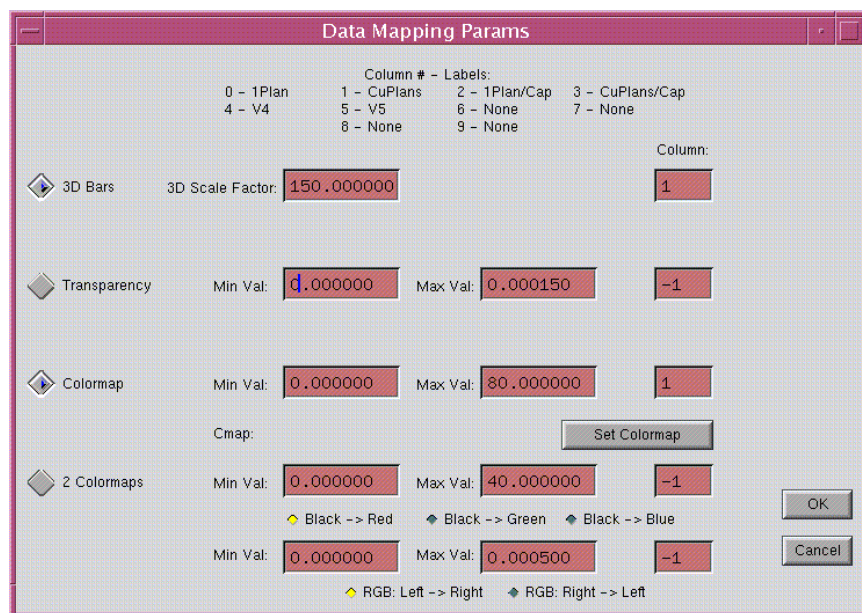 Data Mapping Params
Column # – Labels:
0 – 1Plan 1 – CuPlans 2 – 1Plan/Cap 3 – CuPlans/Cap
4 – V4 5 – V5 6 – None 7 – None
8 – None 9 – None
Column:
3D Bars 3D Scale Factor: 150.000000 1
Transparency Min Val: 0.000000 Max Val: 0.000150 -1
Colormap Min Val: 0.000000 Max Val: 80.000000 1
Cmap: Set Colormap
2 Colormaps Min Val: 0.000000 Max Val: 40.000000 -1
OK
Black –> Red Black –> Green Black –> Blue
Min Val: 0.000000 Max Val: 0.000500 -1
Cancel
RGB: Left –> Right RGB: Right –> Left